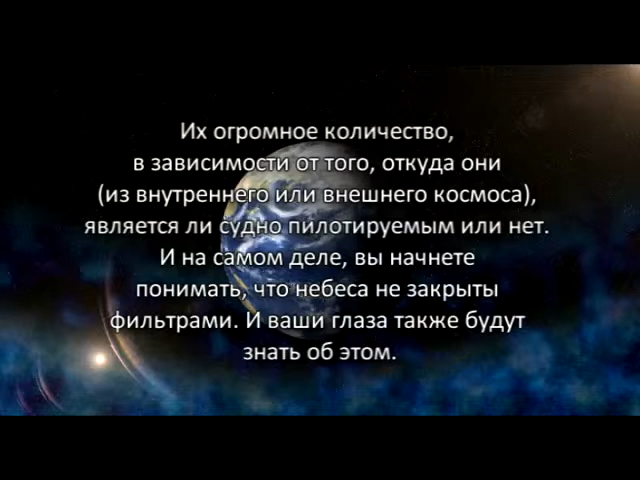 Их огромное количество,
в зависимости от того, откуда они
(из внутреннего или внешнего космоса),
является ли судно пилотируемым или нет.
И на самом деле, вы начнете
понимать, что небеса не закрыты
фильтрами. И ваши глаза также будут
знать об этом.